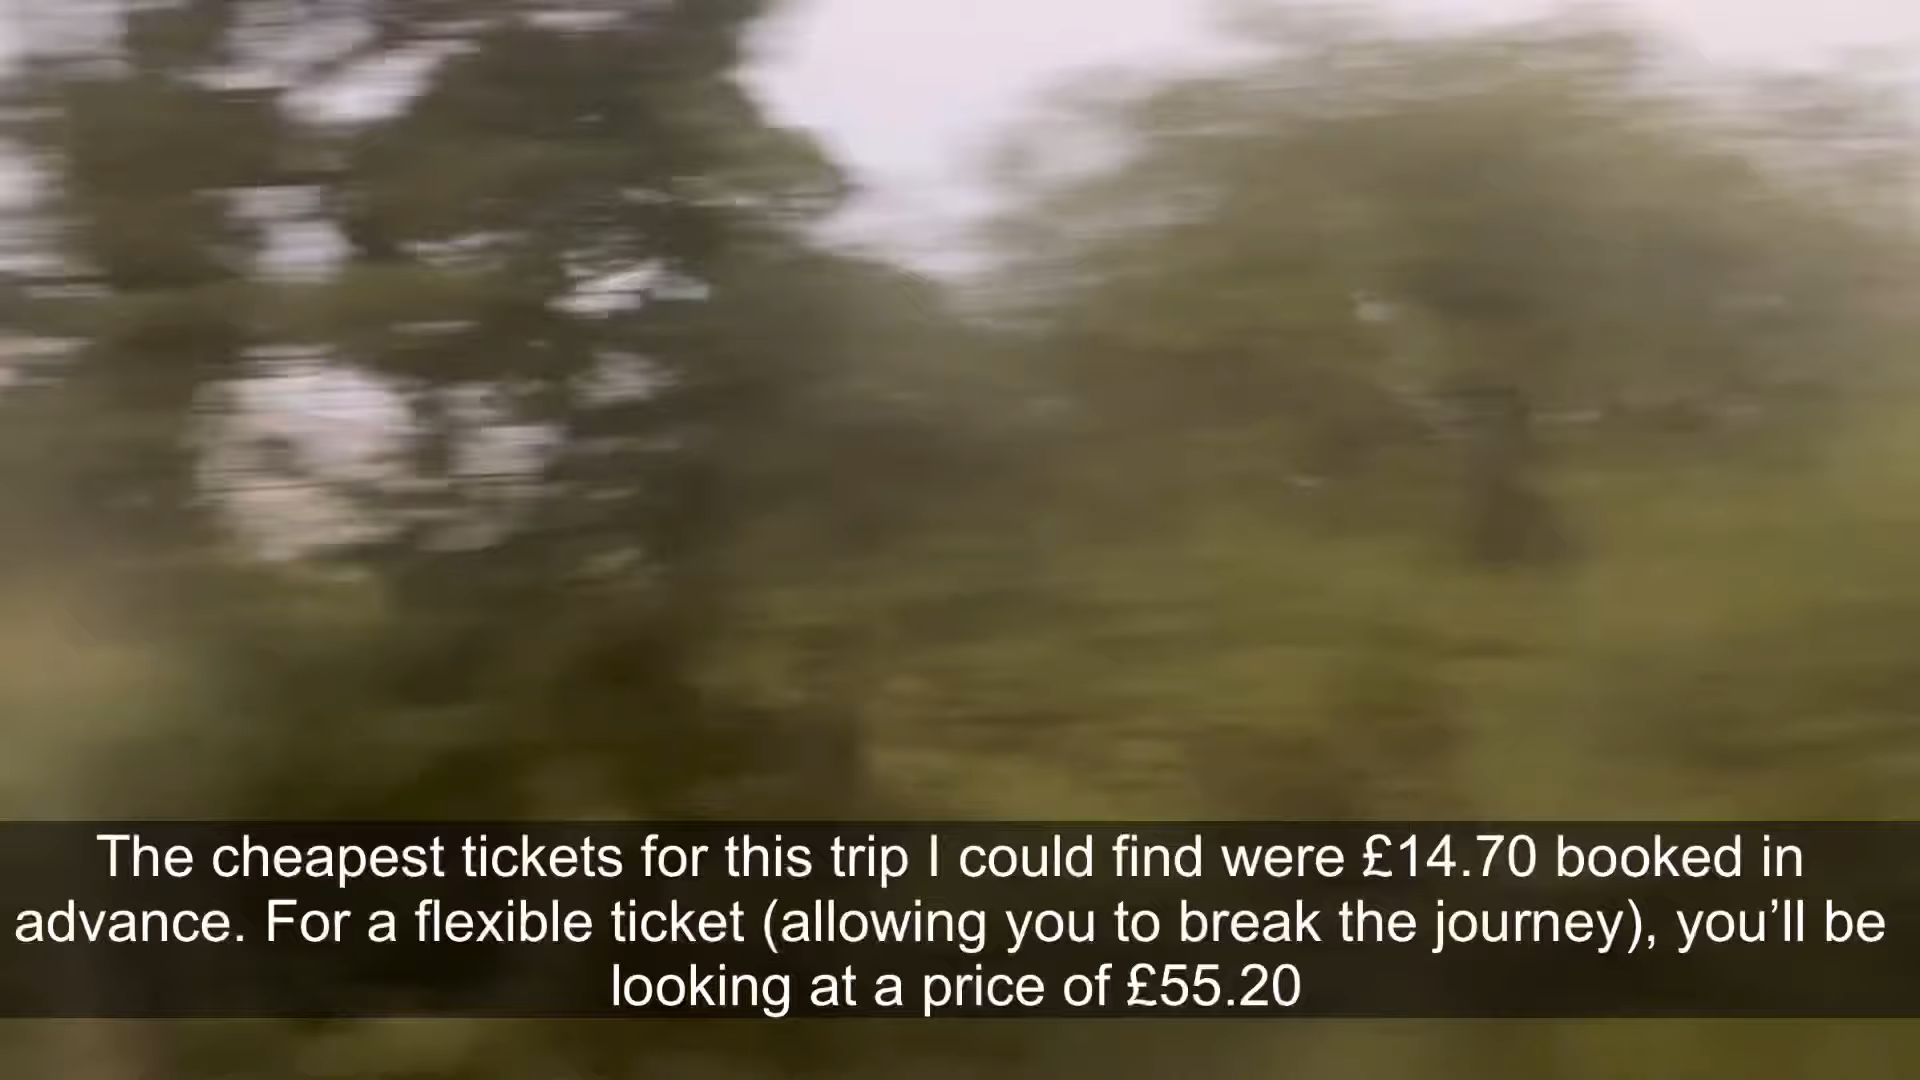 The cheapest tickets for this trip I could find were £14.70 booked in
advance. For a flexible ticket (allowing you to break the journey), you’ll be
looking at a price of £55.20